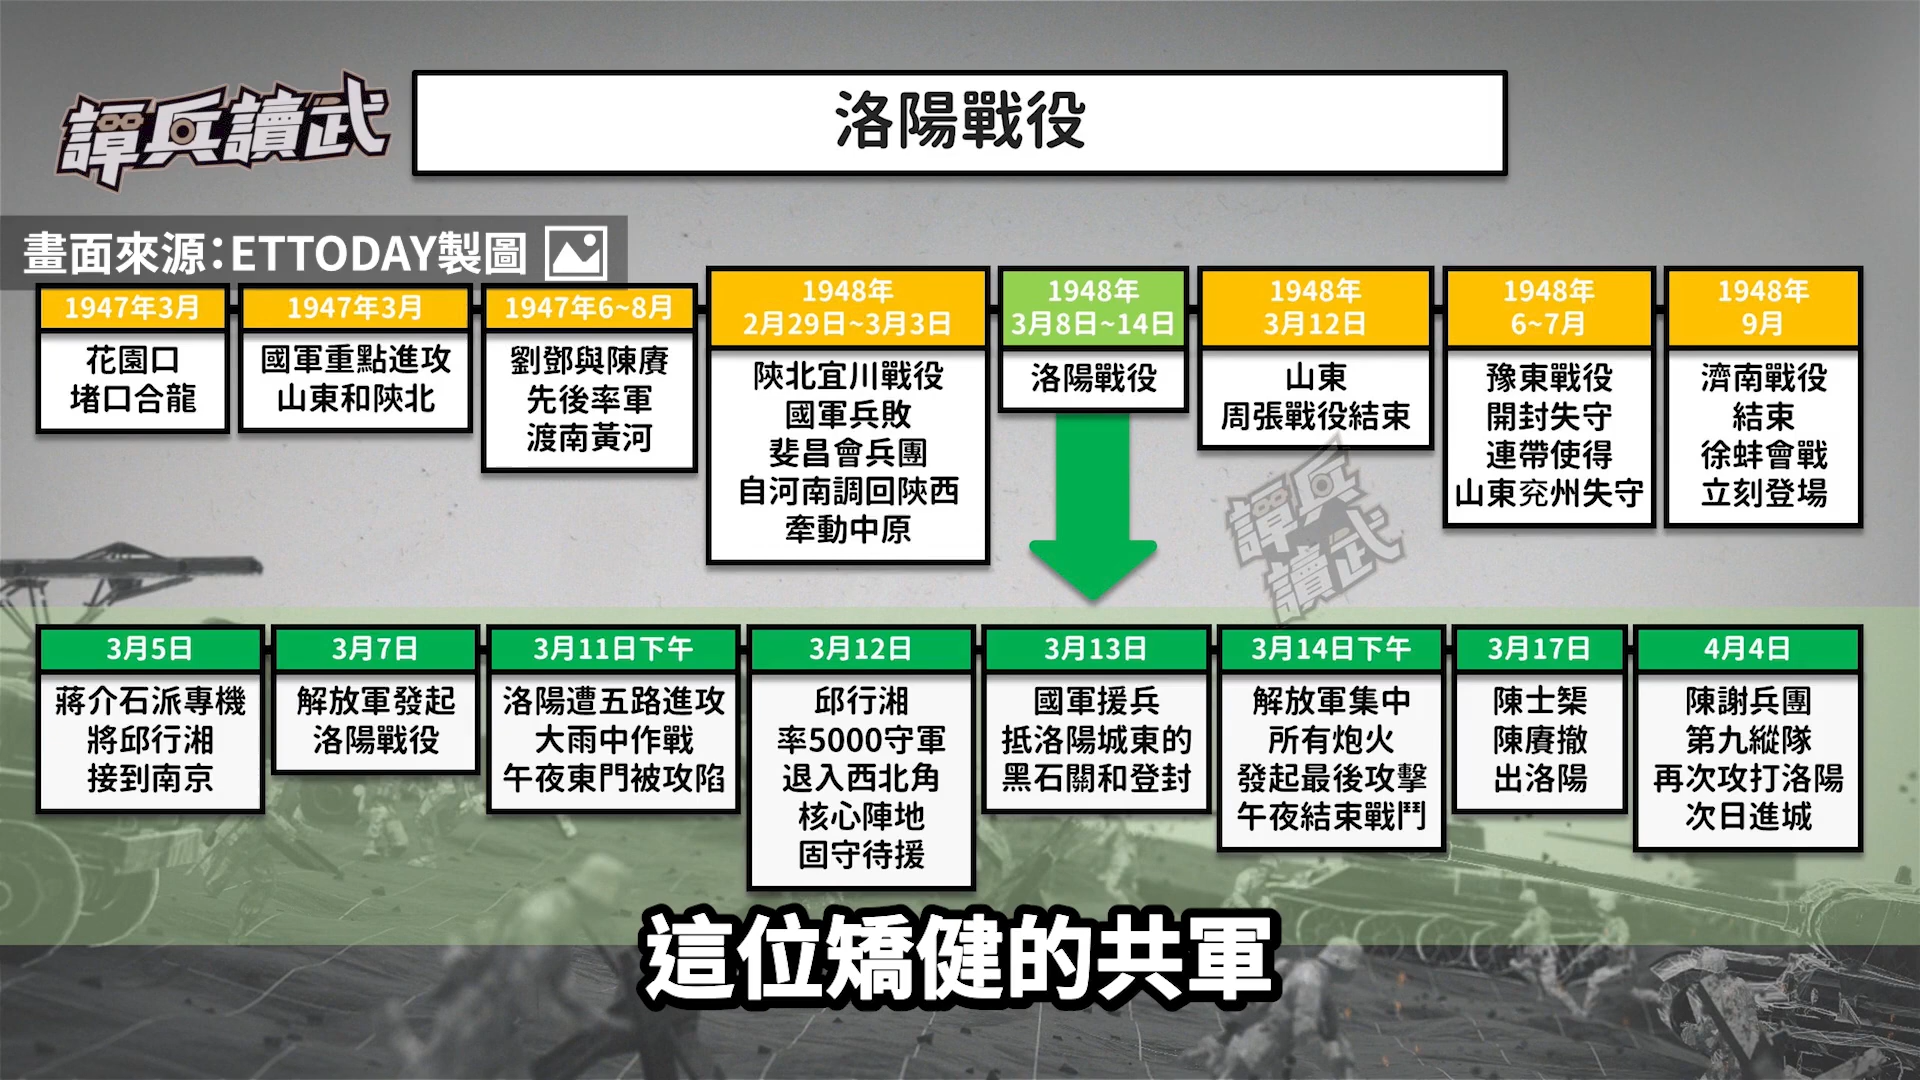 譚兵讀武
洛陽戰役
畫面來源：ETTODAY製圖
1947年3月
花園口
堵口合龍
1947年3月
國軍重點進攻
山東和陝北
1947年6~8月
劉鄧與陳賡
先後率軍
渡南黃河
1948年
2月29日~3月3日
陝北宜川戰役
國軍兵敗
斐昌會兵團
自河南調回陝西
牽動中原
1948年
3月8日~14日
洛陽戰役
1948年
3月12日
山東
周張戰役結束
1948年
6~7月
豫東戰役
開封失守
連帶使得
山東兖州失守
1948年
9月
濟南戰役
結束
徐蚌會戰
立刻登場
譚兵
讀武
3月5日
蔣介石派專機
將邱行湘
接到南京
3月7日
解放軍發起
洛陽戰役
3月11日下午
洛陽遭五路進攻
大雨中作戰
午夜東門被攻陷
3月12日
邱行湘
率5000守軍
退入西北角
核心陣地
固守待援
3月13日
國軍援兵
抵洛陽城東的
黑石關和登封
3月14日下午
解放軍集中
所有炮火
發起最後攻擊
午夜結束戰鬥
3月17日
陳士榘
陳賡撤
出洛陽
4月4日
陳謝兵團
第九縱隊
再次攻打洛陽
次日進城
這位矯健的共軍